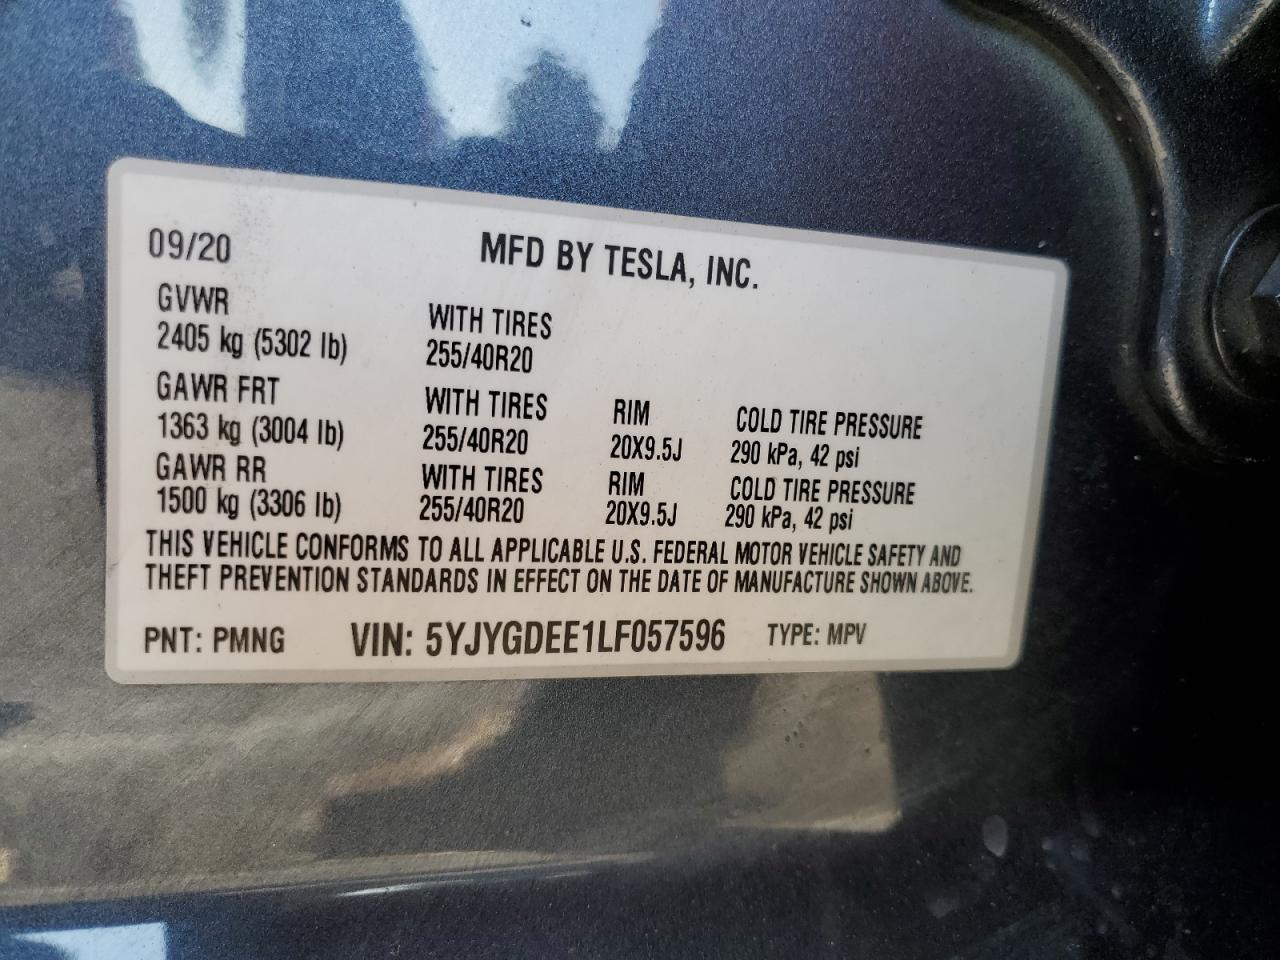 09/20 MFD BY TESLA, INC.
GVWR
2405 kg (5302 lb)
WITH TIRES
255/40R20
GAWR FRT WITH TIRES RIM COLD TIRE PRESSURE
1363 kg (3004 lb) 255/40R20 20X9.5J 290 kPa, 42 psi
GAWR RR WITH TIRES RIM COLD TIRE PRESSURE
1500 kg (3306 lb) 255/40R20 20X9.5J 290 kPa, 42 psi
THIS VEHICLE CONFORMS TO ALL APPLICABLE U.S. FEDERAL MOTOR VEHICLE SAFETY AND
THEFT PREVENTION STANDARDS IN EFFECT ON THE DATE OF MANUFACTURE SHOWN ABOVE.
PNT: PMNG VIN: 5YJYGDEE1LF057596 TYPE: MPV